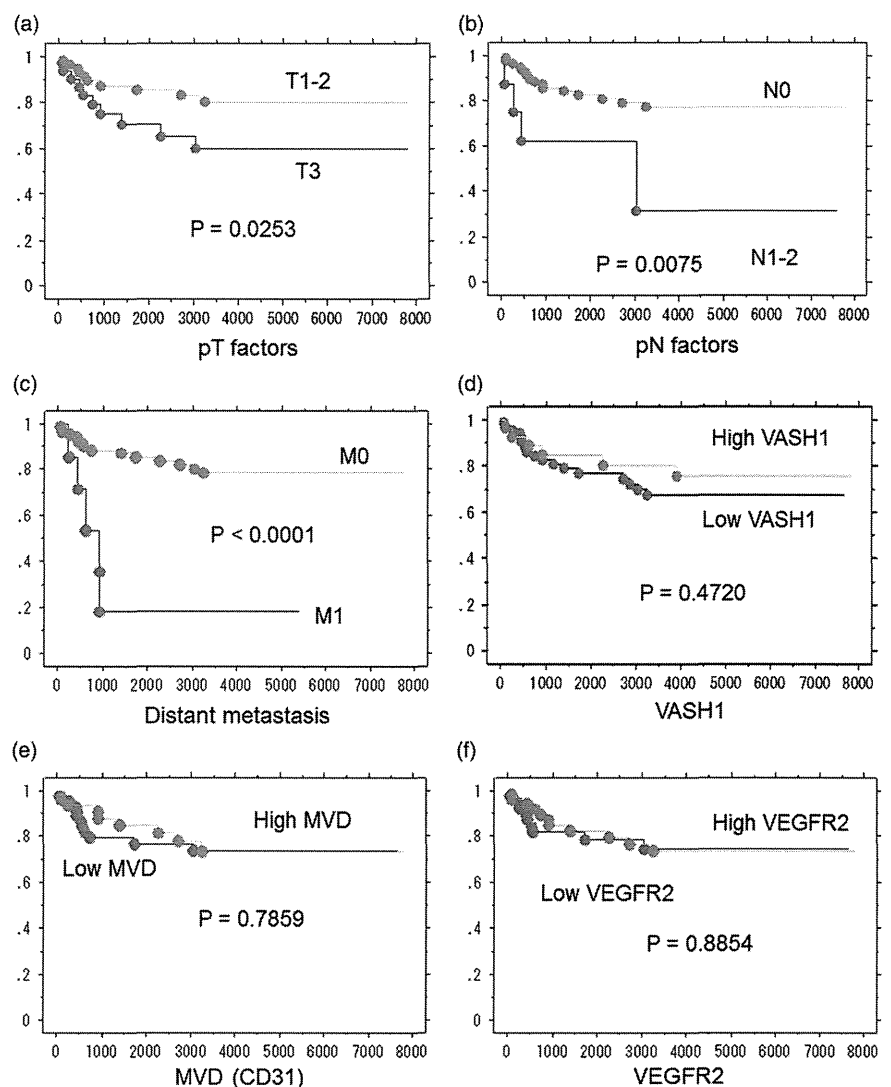 (a)
1
.8
.6
.4
.2
0
T1-2
T3
P = 0.0253
0 1000 2000 3000 4000 5000 6000 7000 8000
pT factors
(b)
1
.8
.6
.4
.2
0
N0
P = 0.0075
N1-2
0 1000 2000 3000 4000 5000 6000 7000 8000
pN factors
(c)
1
.8
.6
.4
.2
0
M0
P < 0.0001
M1
0 1000 2000 3000 4000 5000 6000 7000 8000
Distant metastasis
(d)
1
.8
.6
.4
.2
0
High VASH1
Low VASH1
P = 0.4720
0 1000 2000 3000 4000 5000 6000 7000 8000
VASH1
(e)
1
.8
.6
.4
.2
0
High MVD
Low MVD
P = 0.7859
0 1000 2000 3000 4000 5000 6000 7000 8000
MVD (CD31)
(f)
1
.8
.6
.4
.2
0
High VEGFR2
Low VEGFR2
P = 0.8854
0 1000 2000 3000 4000 5000 6000 7000 8000
VEGFR2